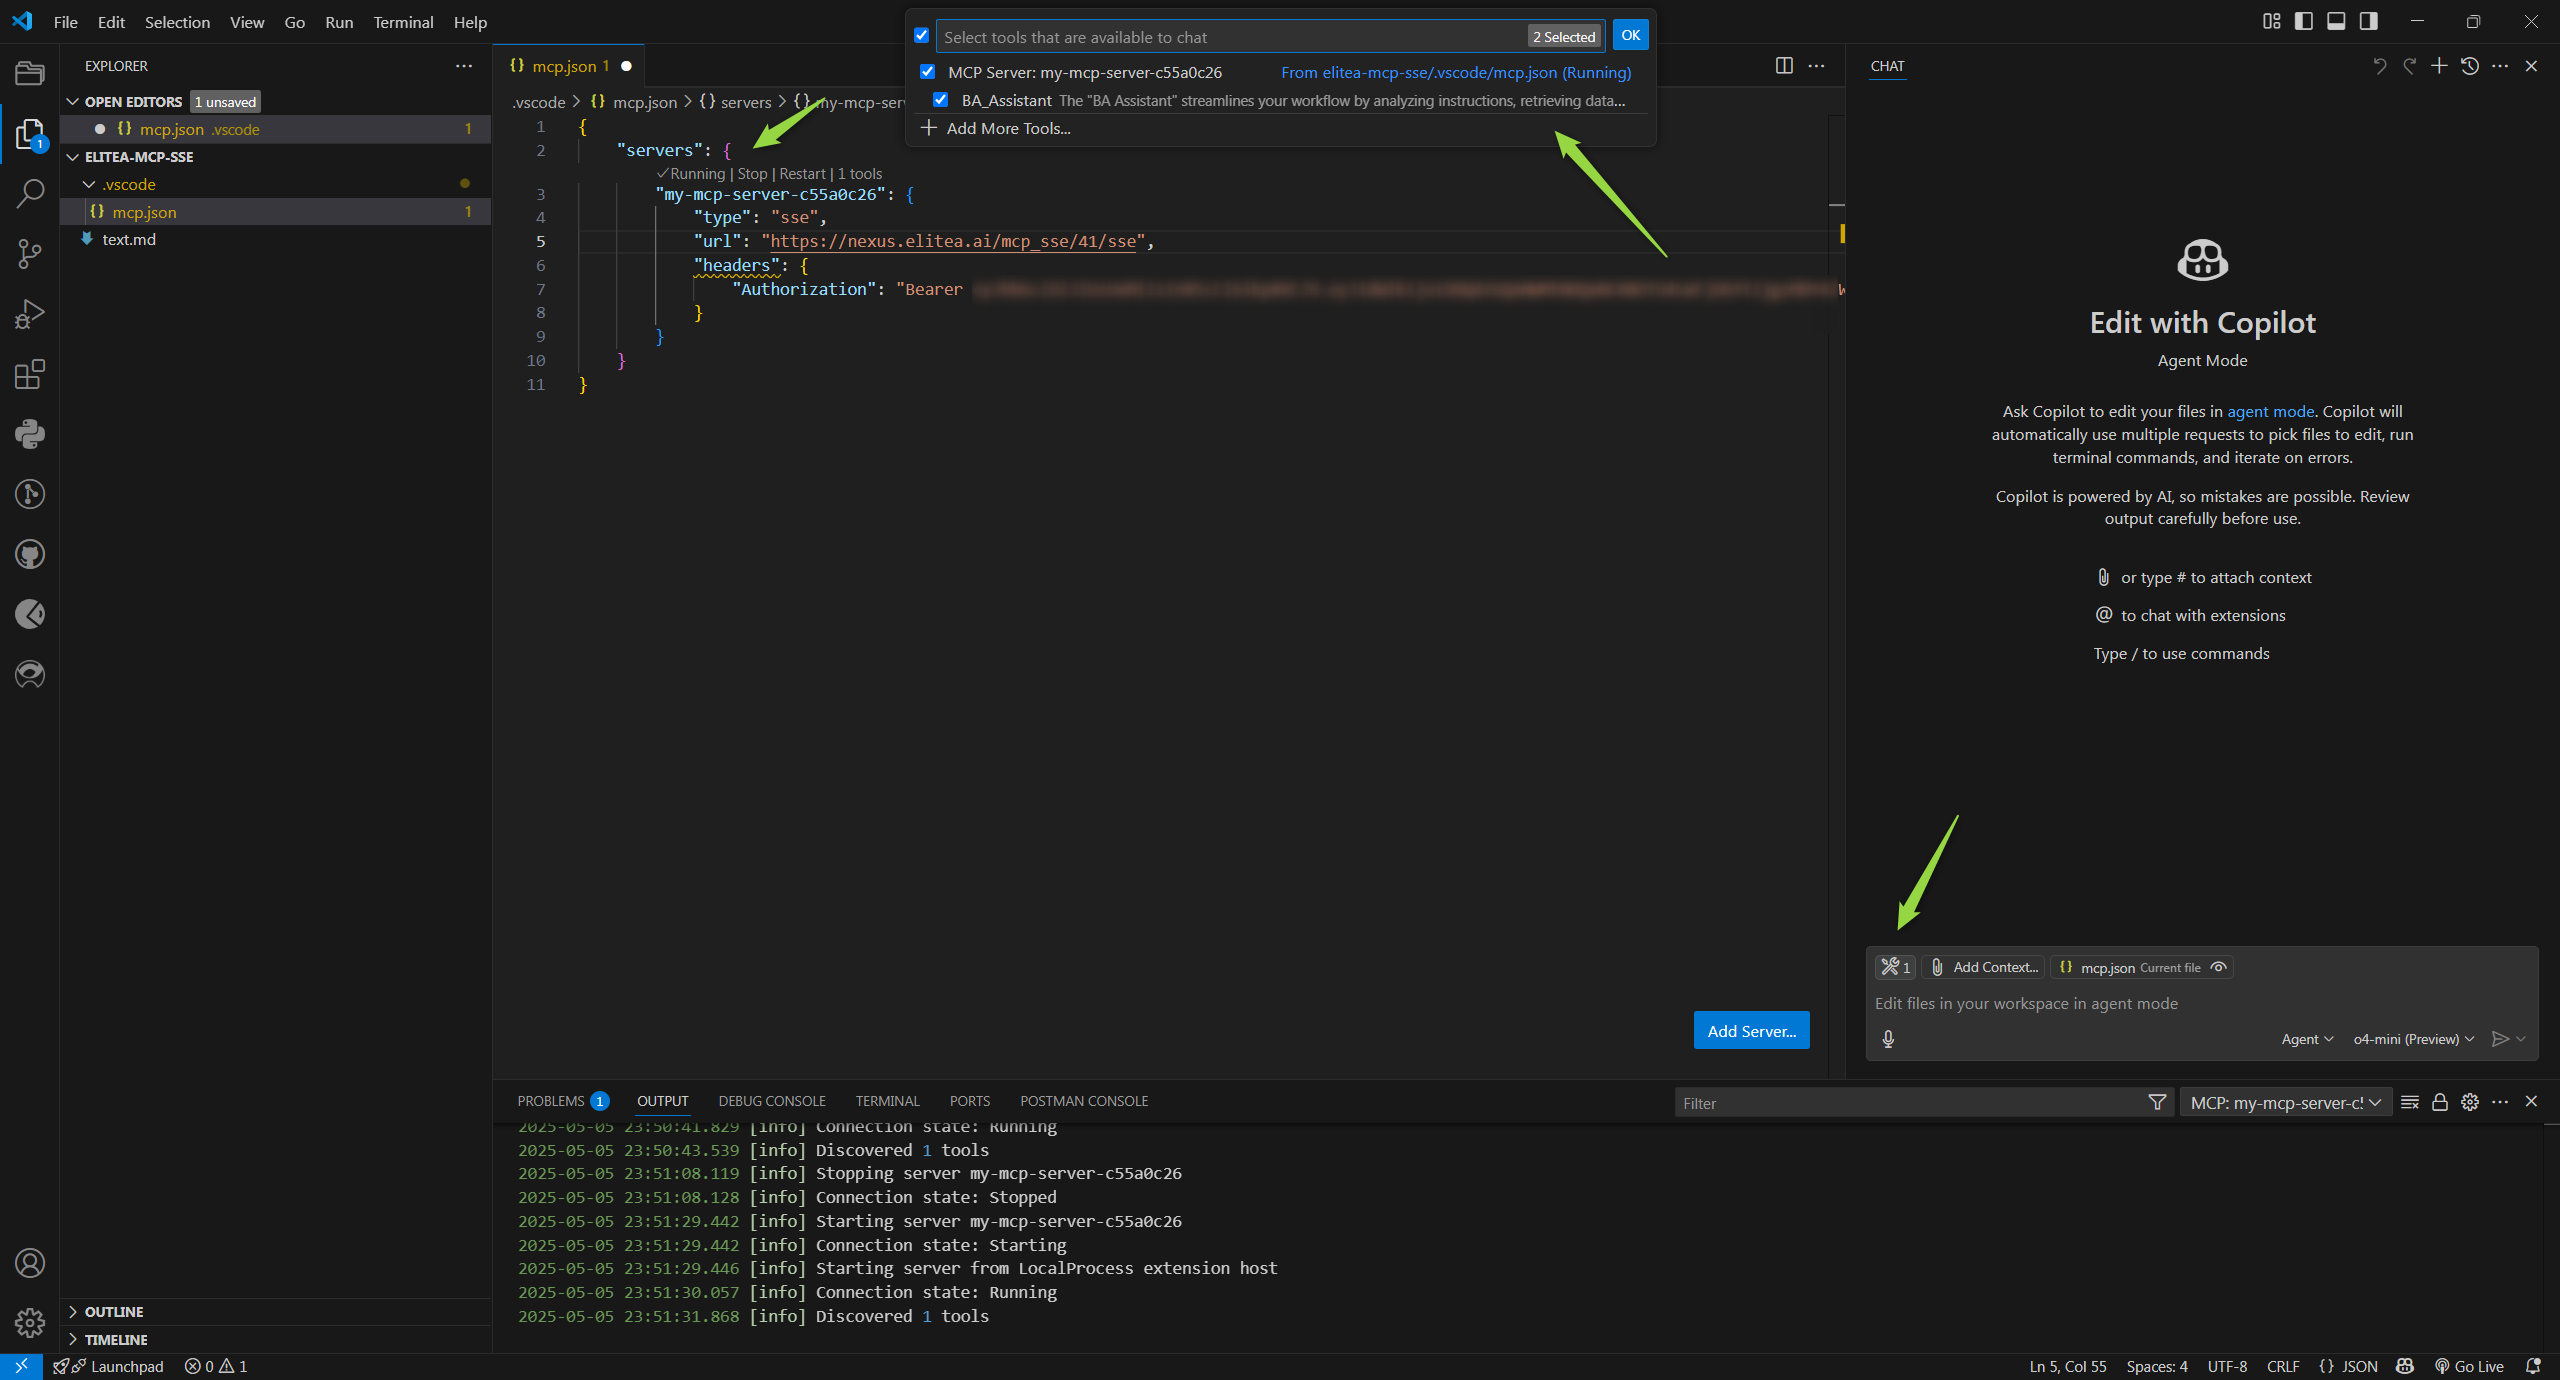 File Edit Selection View Go Run Terminal Help
Select tools that are available to chat 2 Selected OK
MCP Server: my-mcp-server-c55a0c26 From elitea-mcp-sse/.vscode/mcp.json (Running)
BA_Assistant The "BA Assistant" streamlines your workflow by analyzing instructions, retrieving data...
Add More Tools...
EXPLORER
OPEN EDITORS 1 unsaved
mcp.json .vscode 1
ELITEA-MCP-SSE
.vscode
{} mcp.json 1
text.md
1
{} mcp.json 1
.vscode > {} mcp.json > {} servers > {} my-mcp-serv
1 {
2 "servers": {
✓Running | Stop | Restart | 1 tools
3 "my-mcp-server-c55a0c26": {
4 "type": "sse",
5 "url": "https://nexus.elitea.ai/mcp_sse/41/sse",
6 "headers": {
7 "Authorization": "Bearer
8 }
9 }
10 }
11 }
Add Server...
CHAT
Edit with Copilot
Agent Mode
Ask Copilot to edit your files in agent mode. Copilot will
automatically use multiple requests to pick files to edit, run
terminal commands, and iterate on errors.
Copilot is powered by AI, so mistakes are possible. Review
output carefully before use.
or type # to attach context
@ to chat with extensions
Type / to use commands
1 Add Context... {} mcp.json Current file
Edit files in your workspace in agent mode
Agent o4-mini (Preview)
PROBLEMS 1 OUTPUT DEBUG CONSOLE TERMINAL PORTS POSTMAN CONSOLE
Filter MCP: my-mcp-server-c5
2025-05-05 23:50:41.829 [info] Connection state: Running
2025-05-05 23:50:43.539 [info] Discovered 1 tools
2025-05-05 23:51:08.119 [info] Stopping server my-mcp-server-c55a0c26
2025-05-05 23:51:08.128 [info] Connection state: Stopped
2025-05-05 23:51:29.442 [info] Starting server my-mcp-server-c55a0c26
2025-05-05 23:51:29.442 [info] Connection state: Starting
2025-05-05 23:51:29.446 [info] Starting server from LocalProcess extension host
2025-05-05 23:51:30.057 [info] Connection state: Running
2025-05-05 23:51:31.868 [info] Discovered 1 tools
OUTLINE
TIMELINE
Launchpad 0 1
Ln 5, Col 55 Spaces: 4 UTF-8 CRLF {} JSON Go Live